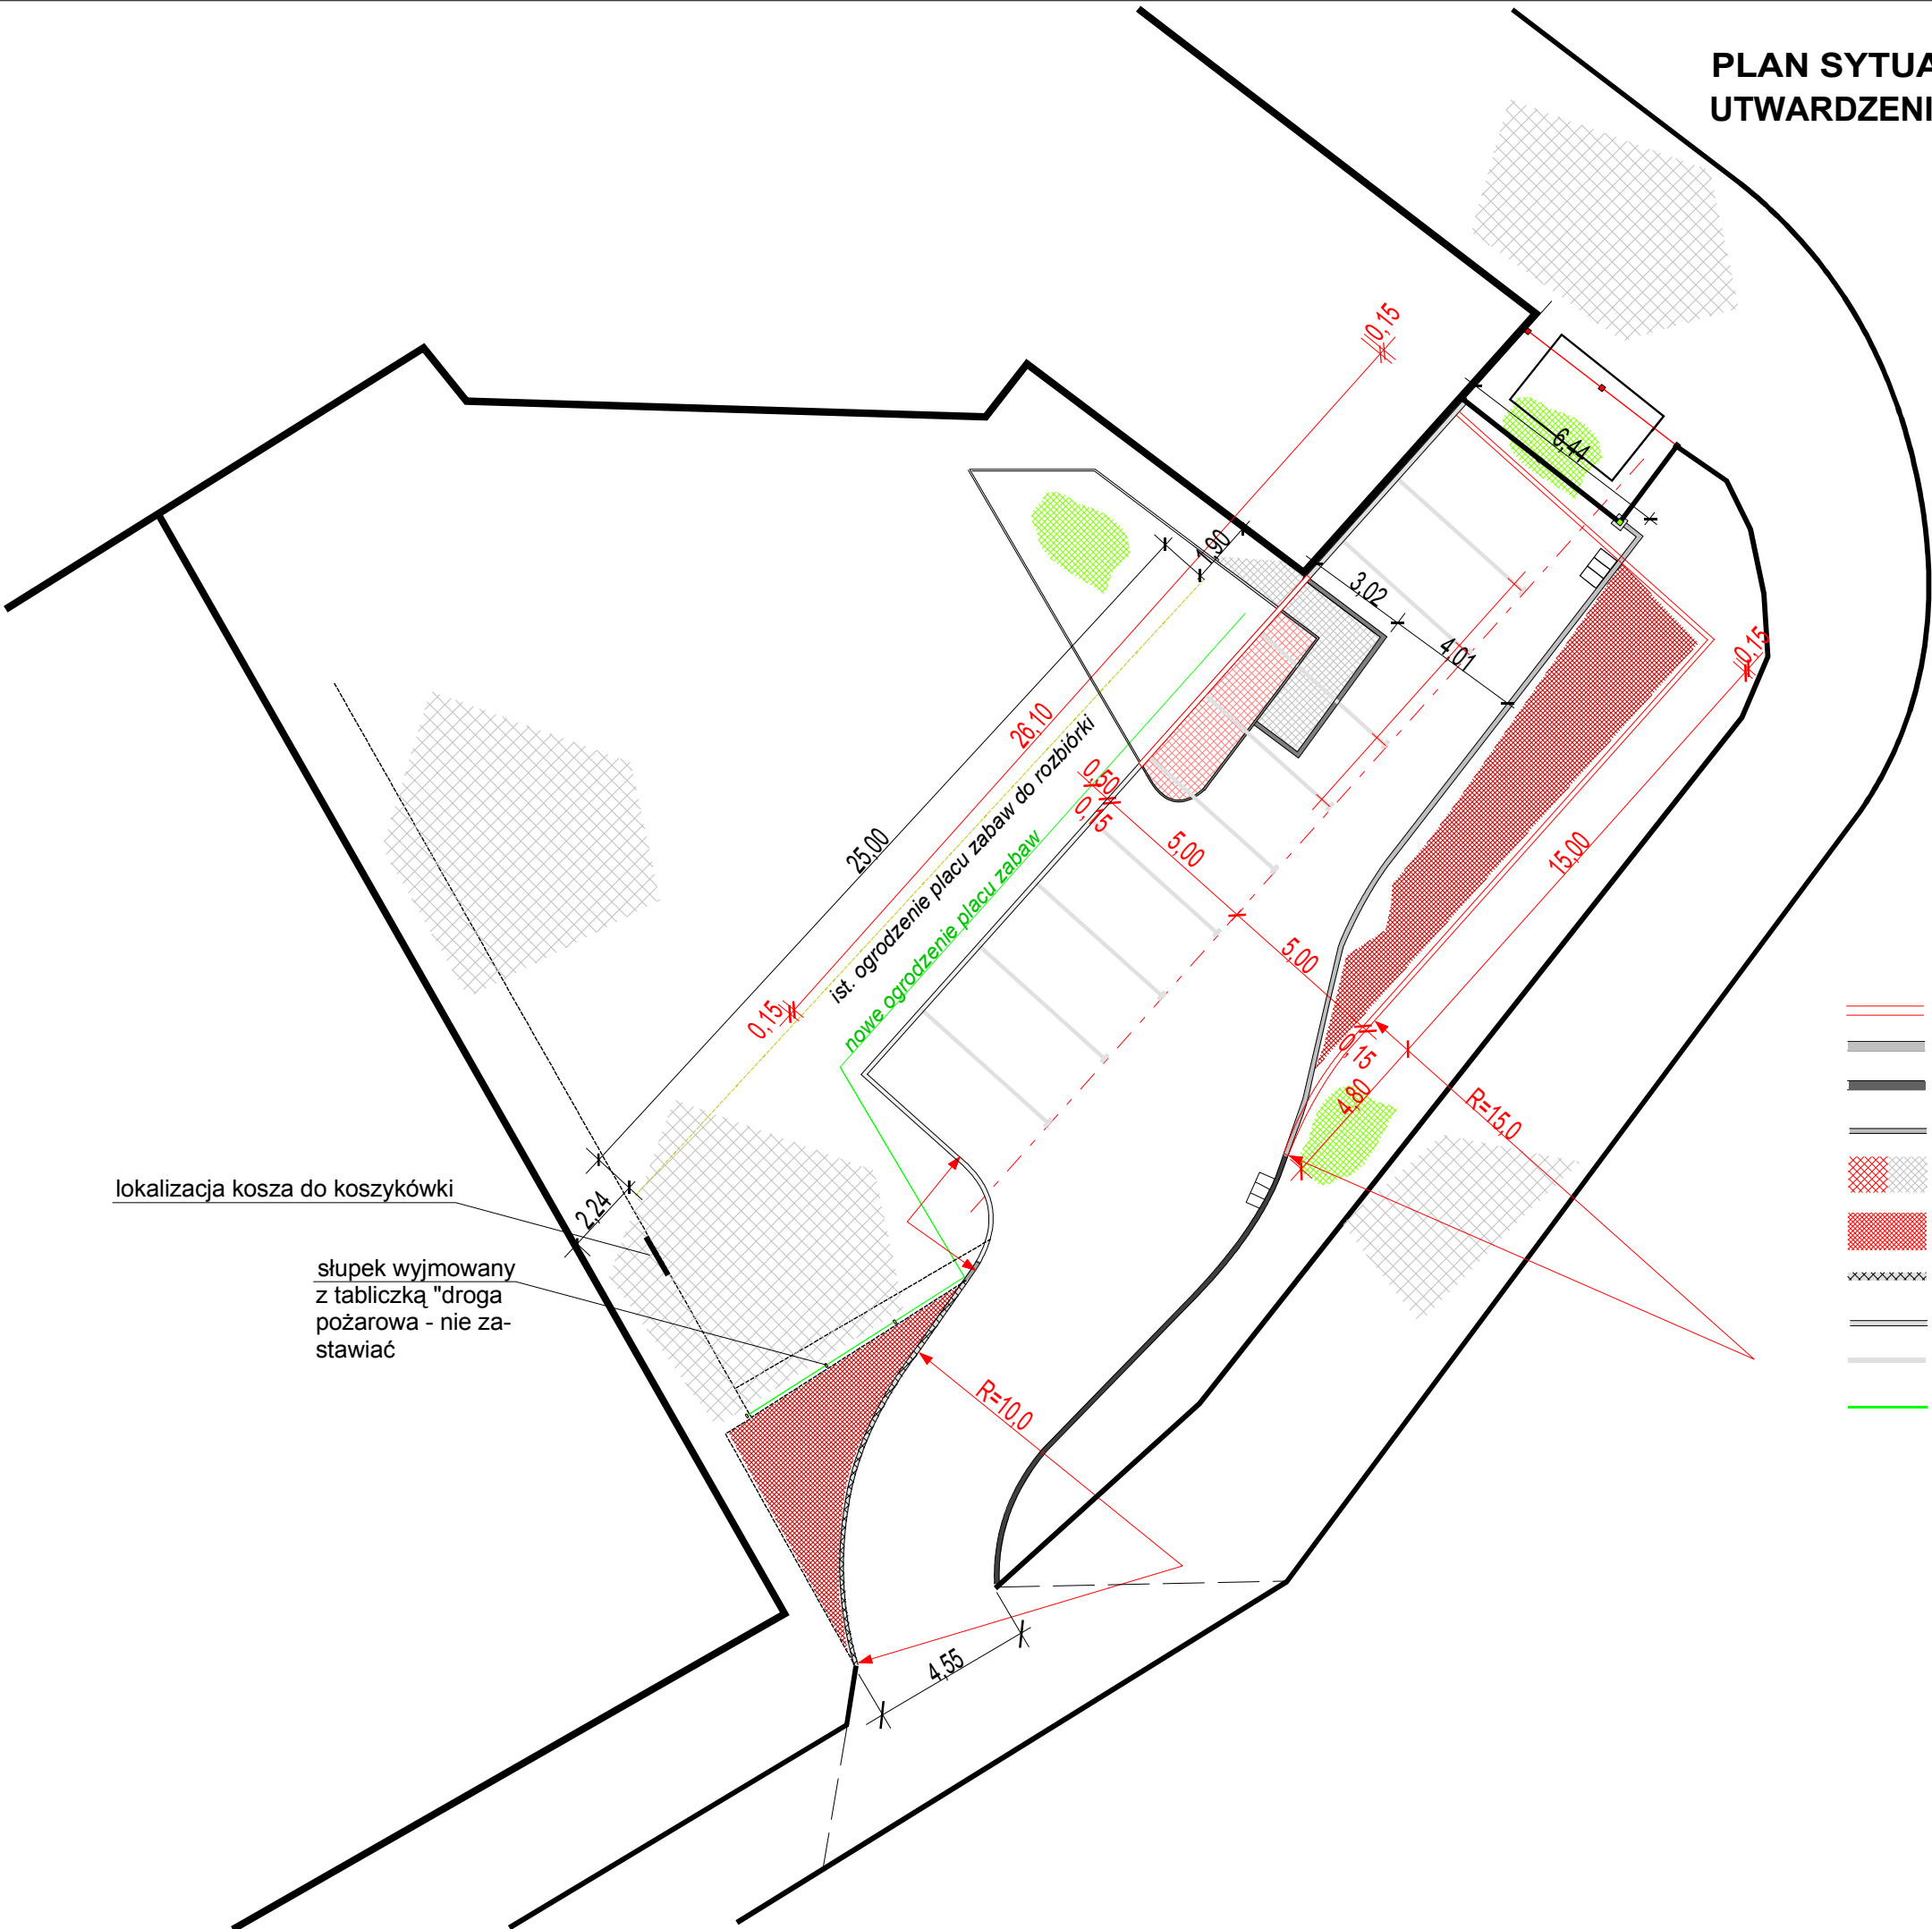 PLAN SYTUA
UTWARDZENI
0,15
6,44
1,90
3,02
4,01
0,15
26,10
ist. ogrodzenie placu zabaw do rozbiórki
0,50
0,15
5,00
25,00
nowe ogrodzenie placu zabaw
15,00
5,00
0,15
0,15
4,80
R=15,0
lokalizacja kosza do koszykówki
2,24
słupek wyjmowany
z tabliczką "droga
pożarowa - nie za-
stawiać
R=10,0
4,55